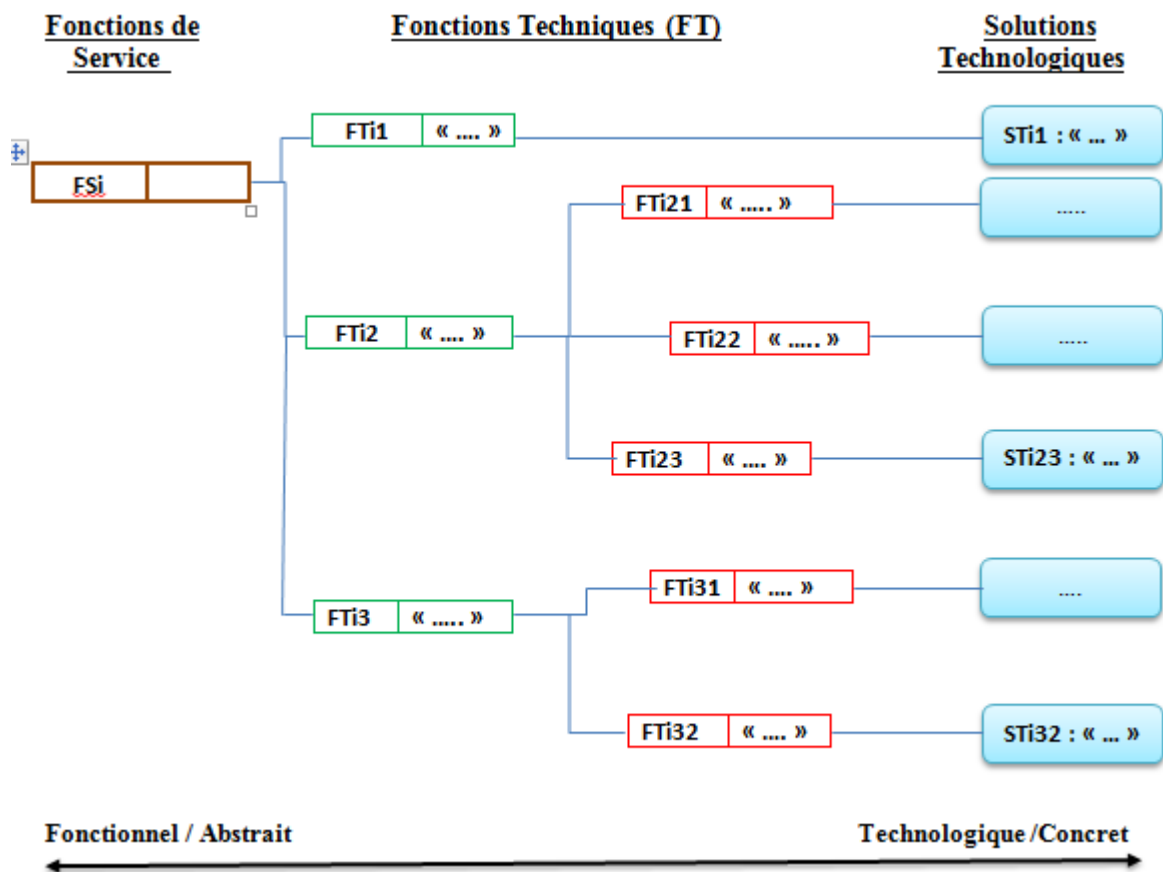 Fonctions de
Service
Fonctions Techniques (FT)
Solutions
Technologiques
FTi1 « .... »
STi1 : « ... »
FSi
FTi21 « ..... »
.....
FTi2 « .... »
FTi22 « ..... »
.....
FTi23 « .... »
STi23 : « ... »
FTi31 « .... »
....
FTi3 « ..... »
FTi32 « .... »
STi32 : « ... »
Fonctionnel / Abstrait
Technologique /Concret